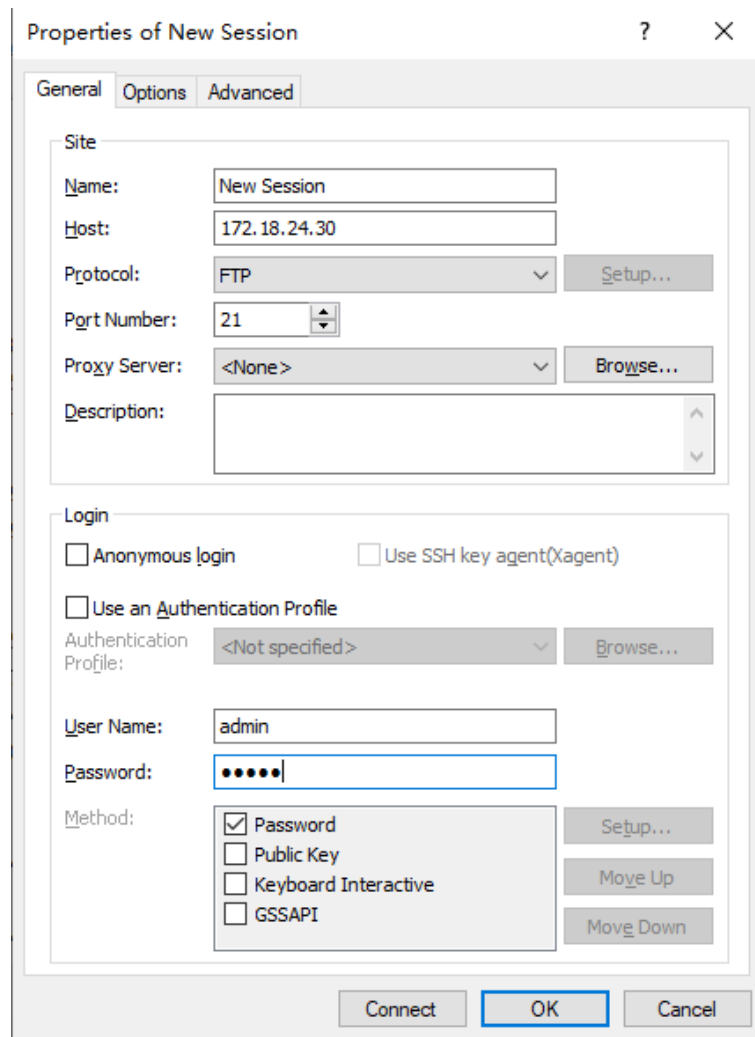 Properties of New Session
General Options Advanced
Site
Name: New Session
Host: 172.18.24.30
Protocol: FTP Setup...
Port Number: 21
Proxy Server: <None> Browse...
Description:
Login
Anonymous login Use SSH key agent(Xagent)
Use an Authentication Profile
Authentication Profile: <Not specified> Browse...
User Name: admin
Password: •••••
Method: Password Setup...
Public Key
Keyboard Interactive Move Up
GSSAPI Move Down
Connect OK Cancel